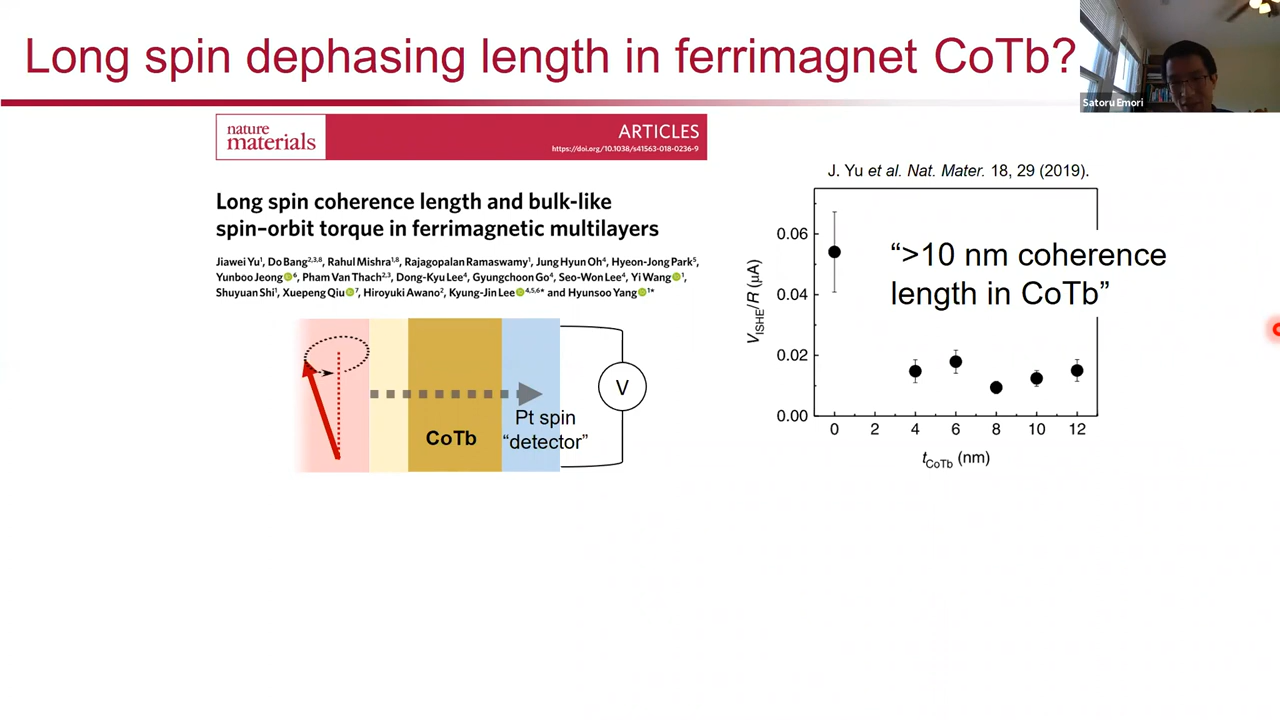 Long spin dephasing length in ferrimagnet CoTb?
Satoru Emori
nature
materials
ARTICLES
https://doi.org/10.1038/s41563-018-0236-9
Long spin coherence length and bulk-like
spin–orbit torque in ferrimagnetic multilayers
Jiawei Yu1, Do Bang2,3,8, Rahul Mishra1,8, Rajagopalan Ramaswamy1, Jung Hyun Oh4, Hyeon-Jong Park5,
Yunboo Jeong6, Pham Van Thach2,3, Dong-Kyu Lee4, Gyungchoon Go4, Seo-Won Lee4, Yi Wang1,
Shuyuan Shi1, Xuepeng Qiu7, Hiroyuki Awano2, Kyung-Jin Lee4,5,6* and Hyunsoo Yang1*
CoTb
Pt spin
“detector”
V
J. Yu et al. Nat. Mater. 18, 29 (2019).
“>10 nm coherence
length in CoTb”
VISHE/R (μA)
0.06
0.04
0.02
0.00
0 2 4 6 8 10 12
tCoTb (nm)